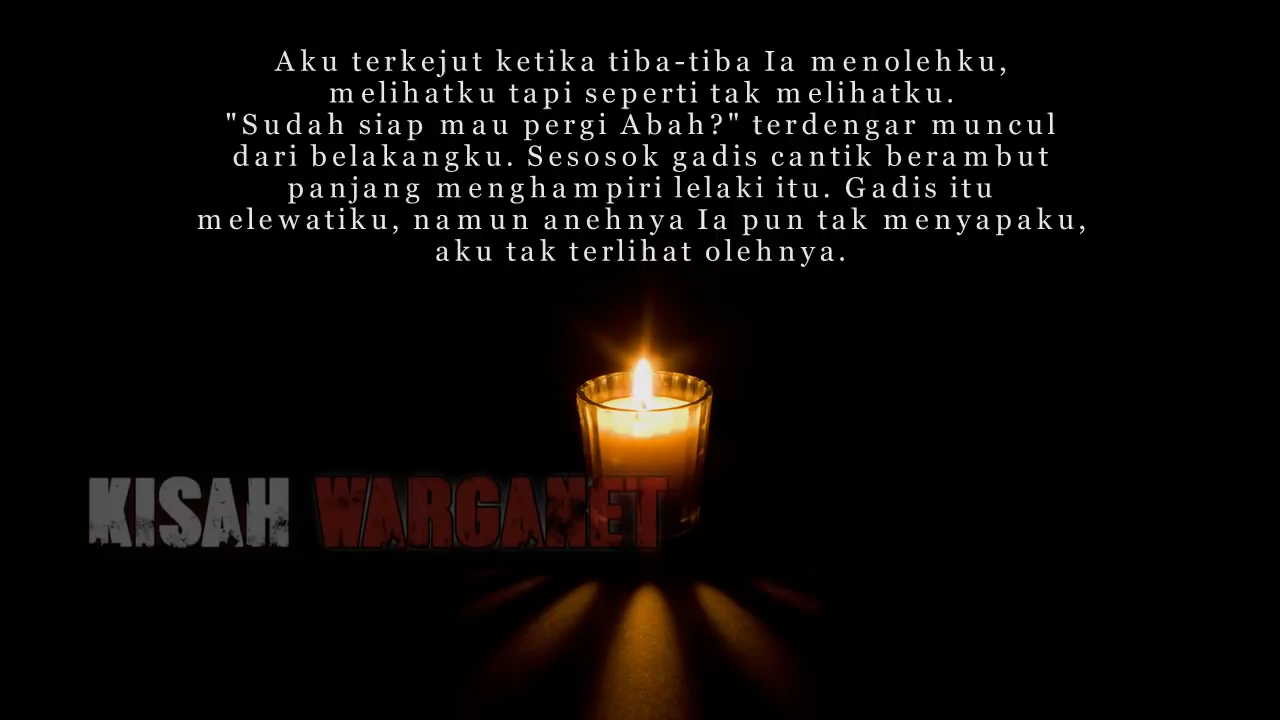 Aku terkejut ketika tiba-tiba Ia menolehku,
melihatku tapi seperti tak melihatku.
"Sudah siap mau pergi Abah?" terdengar muncul
dari belakangku. Sesosok gadis cantik berambut
panjang menghampiri lelaki itu. Gadis itu
melewatiku, namun anehnya Ia pun tak menyapaku,
aku tak terlihat olehnya.
KISAH WARGANET